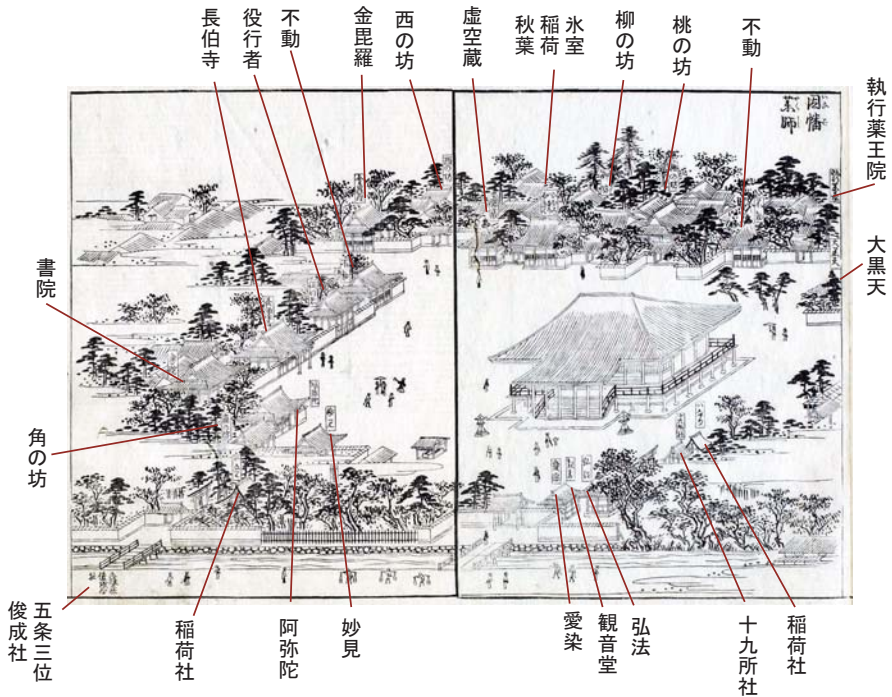 執行薬王院
不動
桃の坊
柳の坊
氷室
稲荷
秋葉
虚空蔵
西の坊
金毘羅
不動
役行者
長伯寺
因幡
薬師
大黒天
書院
角の坊
稲荷社
十九所社
弘法
観音堂
愛染
妙見
阿弥陀
稲荷社
五条三位
俊成社